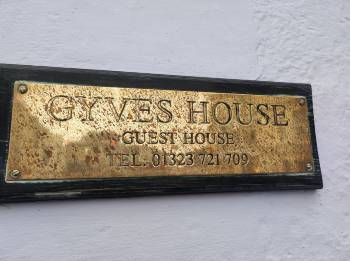 GYVES HOUSE
GUEST HOUSE
TEL. 01323 721 709